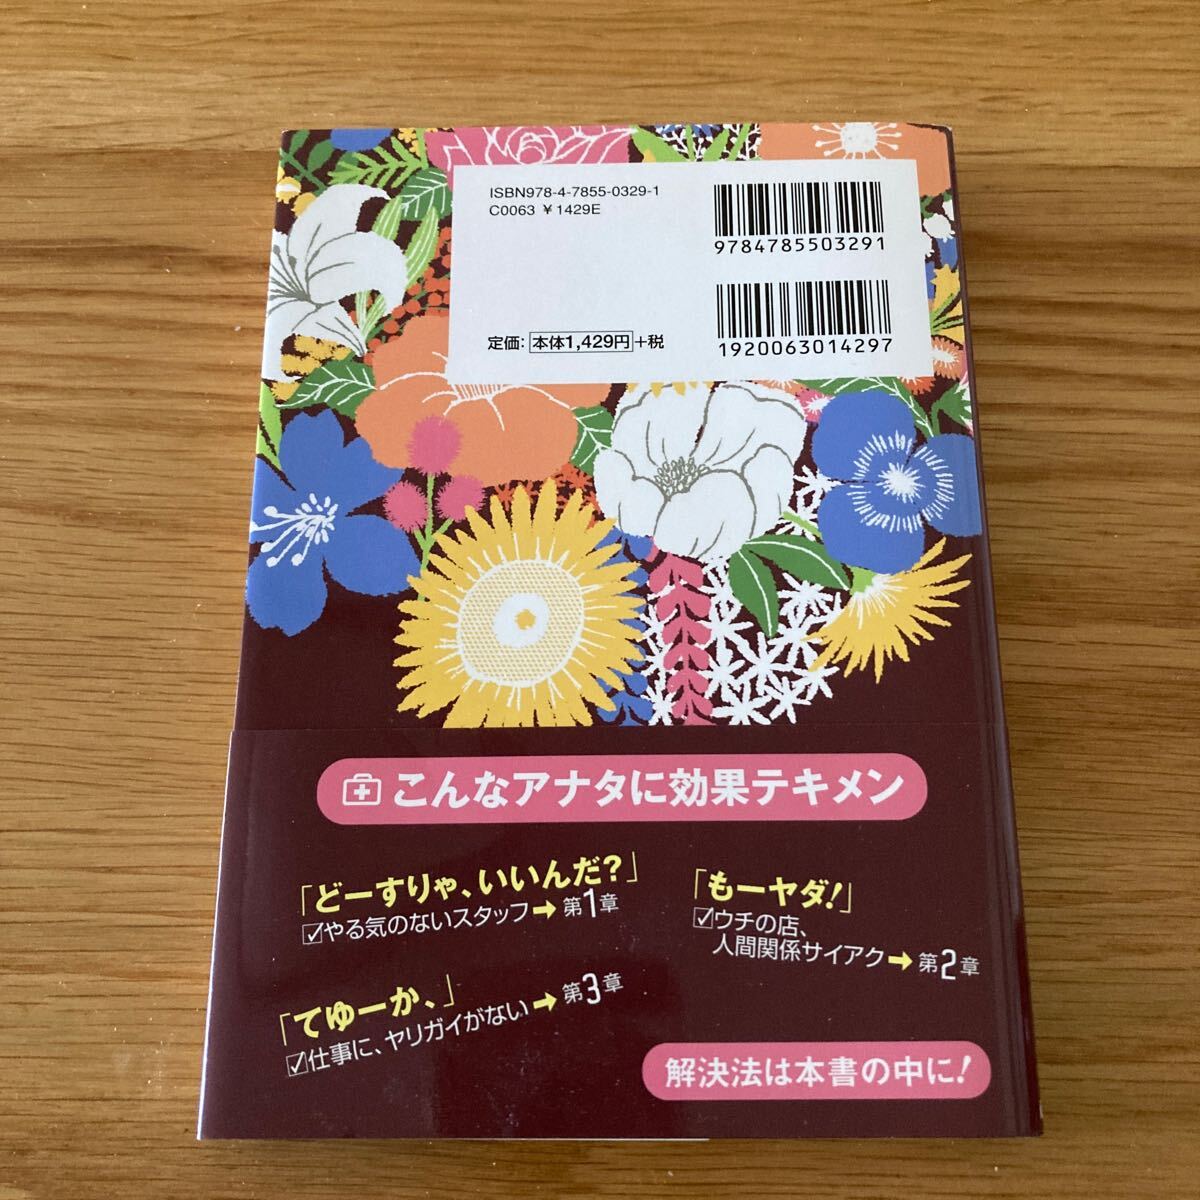 ISBN978-4-7855-0329-1
C0063 ￥1429E
9784785503291
定価：本体1,429円+税
1920063014297
こんなアナタに効果テキメン
「どーすりゃ、いいんだ？」
やる気のないスタッフ➡第1章
「もーヤダ！」
ウチの店、
人間関係サイアク➡第2章
「てゆーか、」
仕事に、ヤリガイがない➡第3章
解決法は本書の中に！